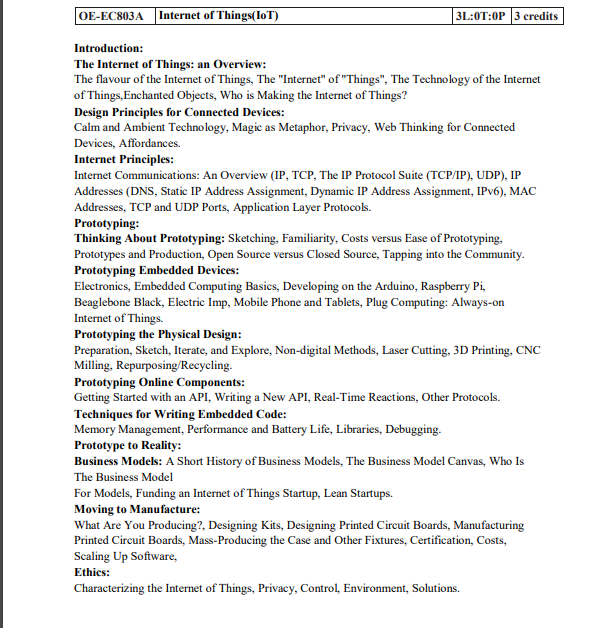 OE-EC803A Internet of Things(IoT) 3L:0T:0P 3 credits
Introduction:
The Internet of Things: an Overview:
The flavour of the Internet of Things, The "Internet" of "Things", The Technology of the Internet
of Things,Enchanted Objects, Who is Making the Internet of Things?
Design Principles for Connected Devices:
Calm and Ambient Technology, Magic as Metaphor, Privacy, Web Thinking for Connected
Devices, Affordances.
Internet Principles:
Internet Communications: An Overview (IP, TCP, The IP Protocol Suite (TCP/IP), UDP), IP
Addresses (DNS, Static IP Address Assignment, Dynamic IP Address Assignment, IPv6), MAC
Addresses, TCP and UDP Ports, Application Layer Protocols.
Prototyping:
Thinking About Prototyping: Sketching, Familiarity, Costs versus Ease of Prototyping,
Prototypes and Production, Open Source versus Closed Source, Tapping into the Community.
Prototyping Embedded Devices:
Electronics, Embedded Computing Basics, Developing on the Arduino, Raspberry Pi,
Beaglebone Black, Electric Imp, Mobile Phone and Tablets, Plug Computing: Always-on
Internet of Things.
Prototyping the Physical Design:
Preparation, Sketch, Iterate, and Explore, Non-digital Methods, Laser Cutting, 3D Printing, CNC
Milling, Repurposing/Recycling.
Prototyping Online Components:
Getting Started with an API, Writing a New API, Real-Time Reactions, Other Protocols.
Techniques for Writing Embedded Code:
Memory Management, Performance and Battery Life, Libraries, Debugging.
Prototype to Reality:
Business Models: A Short History of Business Models, The Business Model Canvas, Who Is
The Business Model
For Models, Funding an Internet of Things Startup, Lean Startups.
Moving to Manufacture:
What Are You Producing?, Designing Kits, Designing Printed Circuit Boards, Manufacturing
Printed Circuit Boards, Mass-Producing the Case and Other Fixtures, Certification, Costs,
Scaling Up Software,
Ethics:
Characterizing the Internet of Things, Privacy, Control, Environment, Solutions.